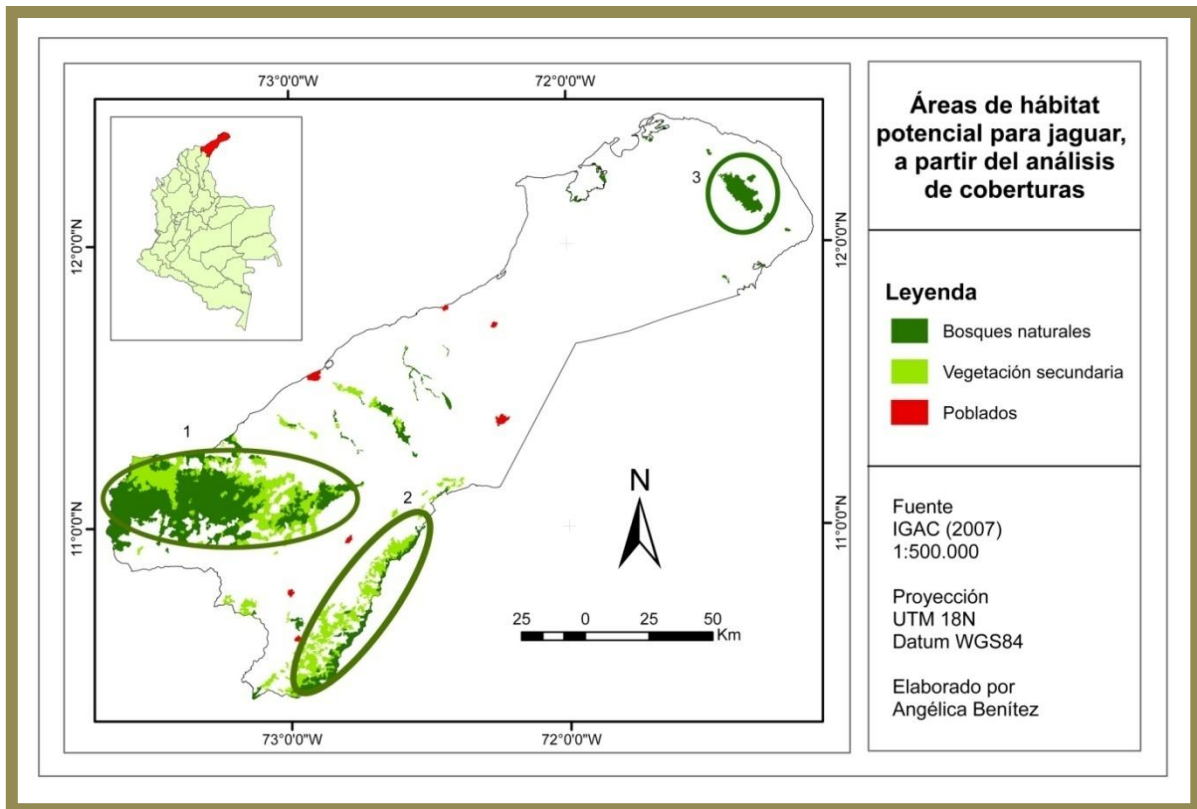 Áreas de hábitat
potencial para jaguar,
a partir del análisis
de coberturas
73°0'0"W
72°0'0"W
3
12°0'0"N
12°0'0"N
Leyenda
Bosques naturales
Vegetación secundaria
Poblados
1
2
N
11°0'0"N
11°0'0"N
25 0 25 50
Km
73°0'0"W
72°0'0"W
Fuente
IGAC (2007)
1:500.000
Proyección
UTM 18N
Datum WGS84
Elaborado por
Angélica Benítez